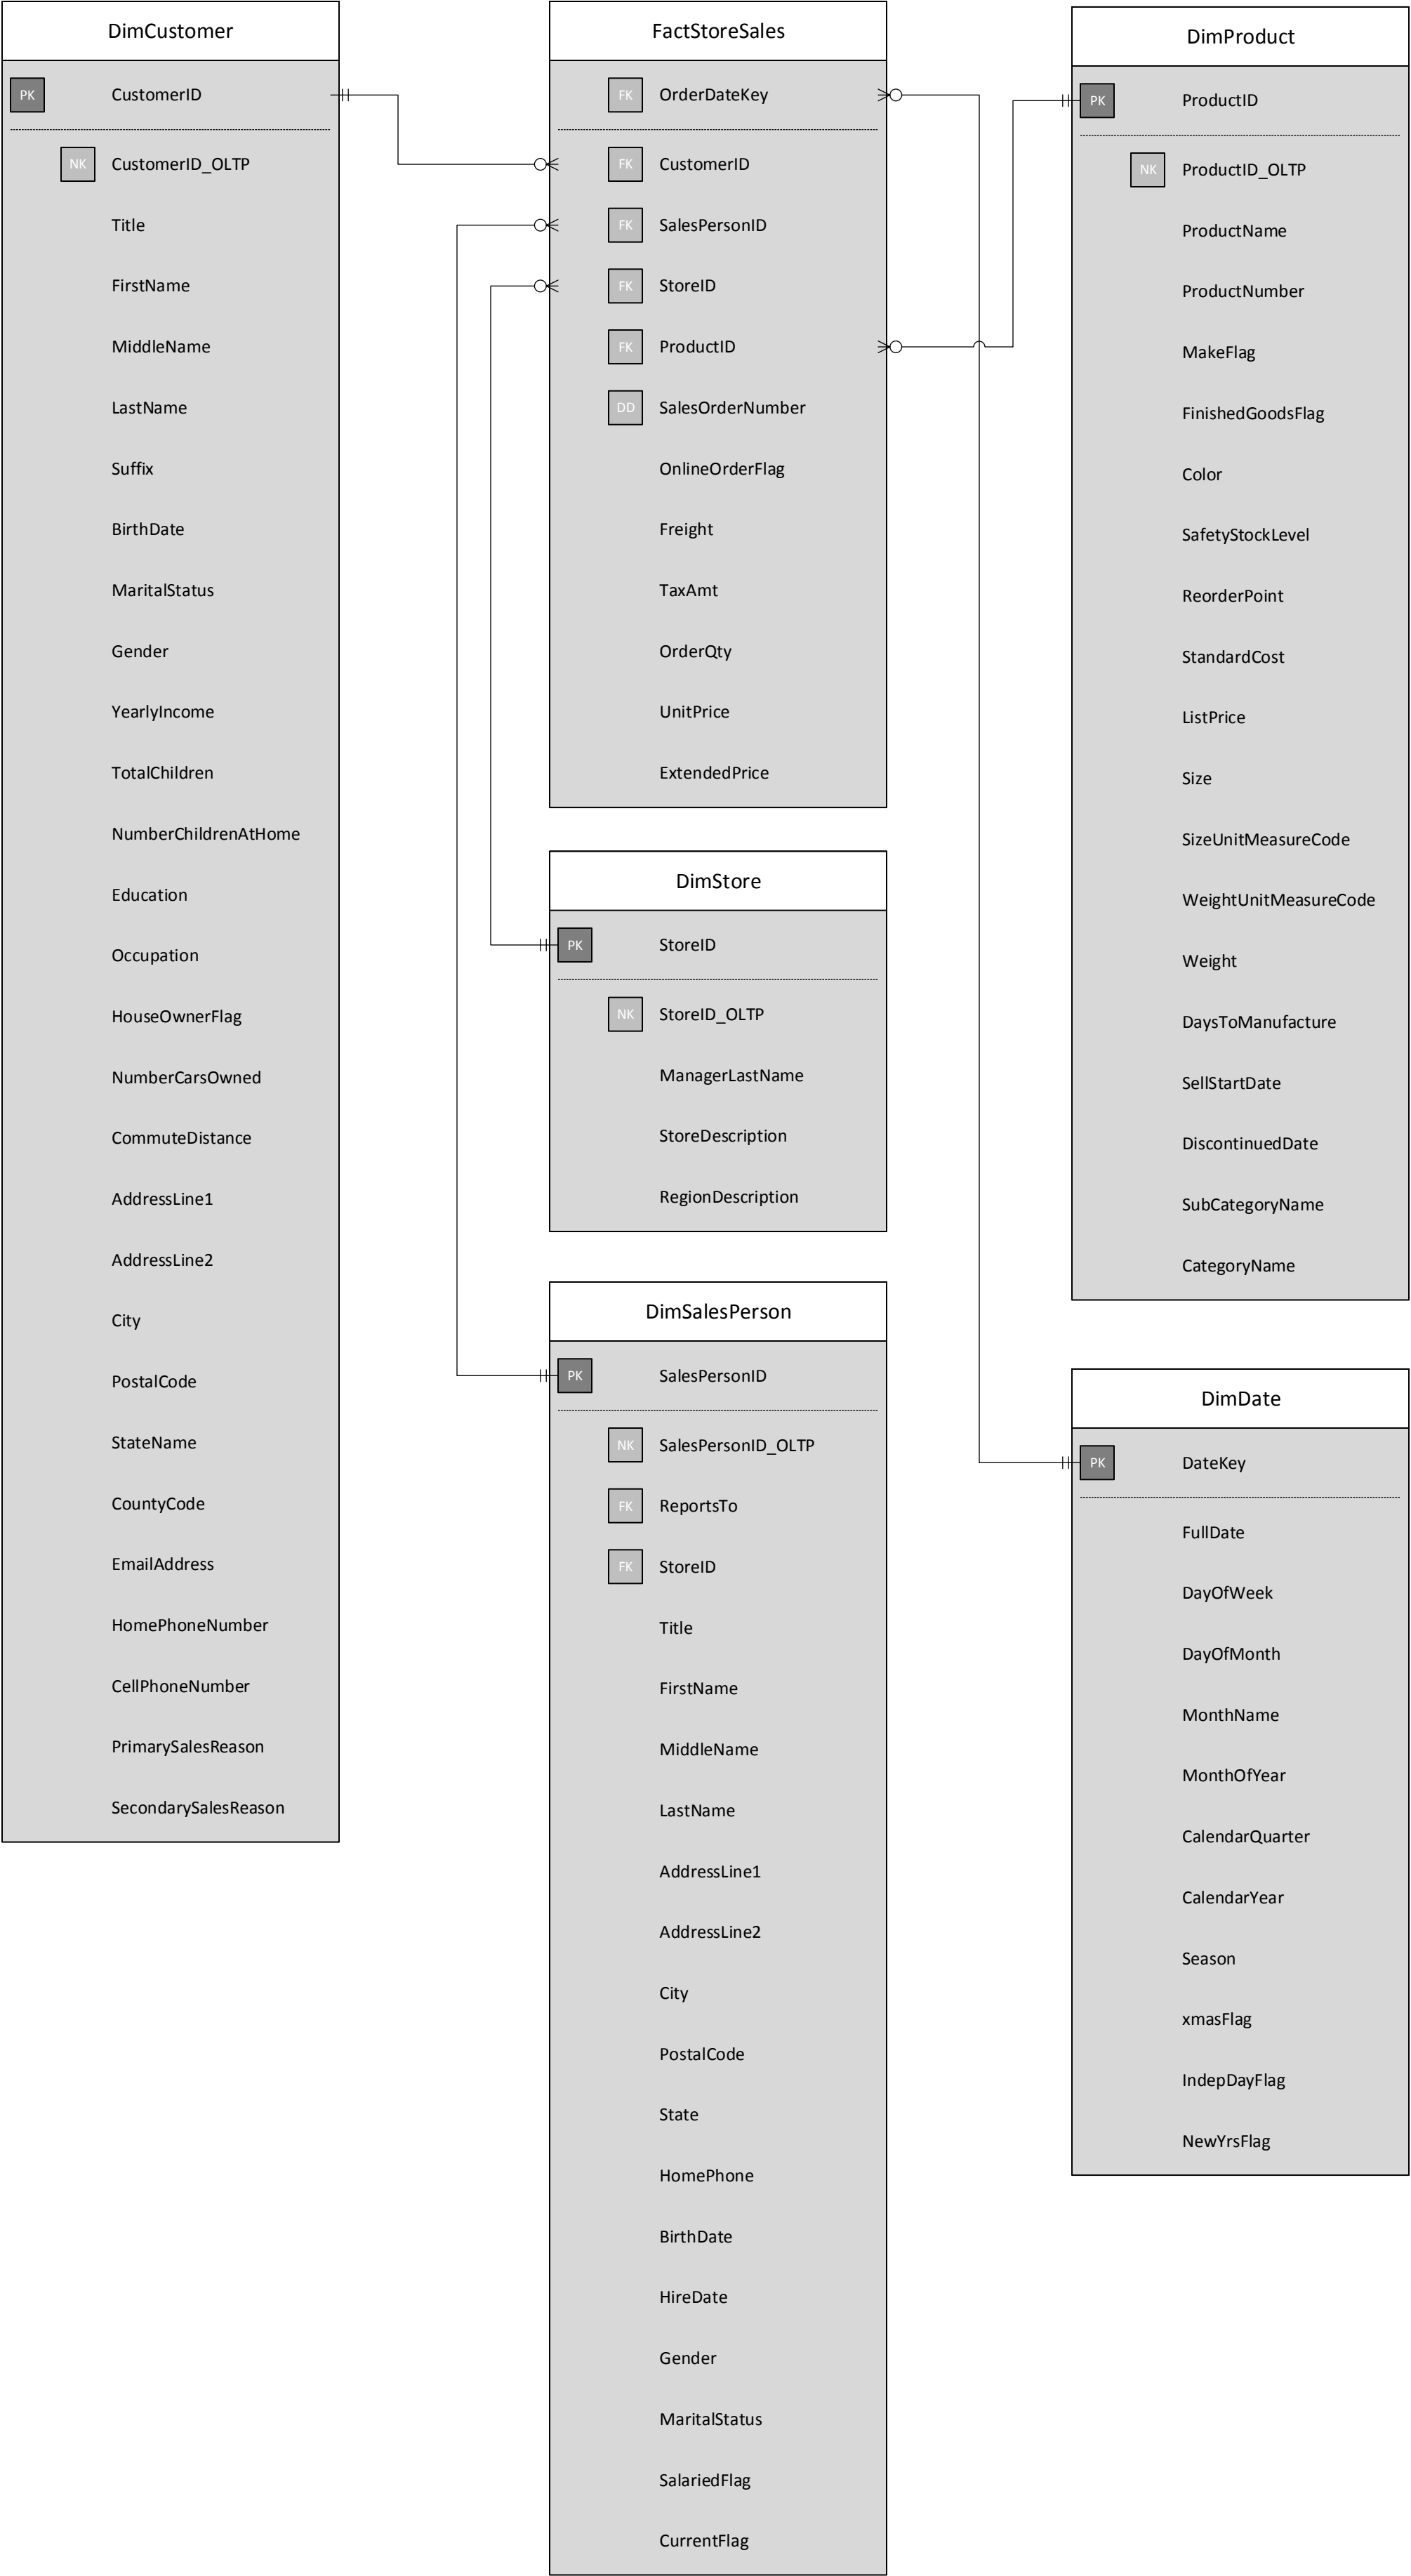 DimCustomer
PK CustomerID
NK CustomerID_OLTP
Title
FirstName
MiddleName
LastName
Suffix
BirthDate
MaritalStatus
Gender
YearlyIncome
TotalChildren
NumberChildrenAtHome
Education
Occupation
HouseOwnerFlag
NumberCarsOwned
CommuteDistance
AddressLine1
AddressLine2
City
PostalCode
StateName
CountyCode
EmailAddress
HomePhoneNumber
CellPhoneNumber
PrimarySalesReason
SecondarySalesReason
FactStoreSales
FK OrderDateKey
FK CustomerID
FK SalesPersonID
FK StoreID
FK ProductID
DD SalesOrderNumber
OnlineOrderFlag
Freight
TaxAmt
OrderQty
UnitPrice
ExtendedPrice
DimStore
PK StoreID
NK StoreID_OLTP
ManagerLastName
StoreDescription
RegionDescription
DimSalesPerson
PK SalesPersonID
NK SalesPersonID_OLTP
FK ReportsTo
FK StoreID
Title
FirstName
MiddleName
LastName
AddressLine1
AddressLine2
City
PostalCode
State
HomePhone
BirthDate
HireDate
Gender
MaritalStatus
SalariedFlag
CurrentFlag
DimProduct
PK ProductID
NK ProductID_OLTP
ProductName
ProductNumber
MakeFlag
FinishedGoodsFlag
Color
SafetyStockLevel
ReorderPoint
StandardCost
ListPrice
Size
SizeUnitMeasureCode
WeightUnitMeasureCode
Weight
DaysToManufacture
SellStartDate
DiscontinuedDate
SubCategoryName
CategoryName
DimDate
PK DateKey
FullDate
DayOfWeek
DayOfMonth
MonthName
MonthOfYear
CalendarQuarter
CalendarYear
Season
xmasFlag
IndepDayFlag
NewYrsFlag